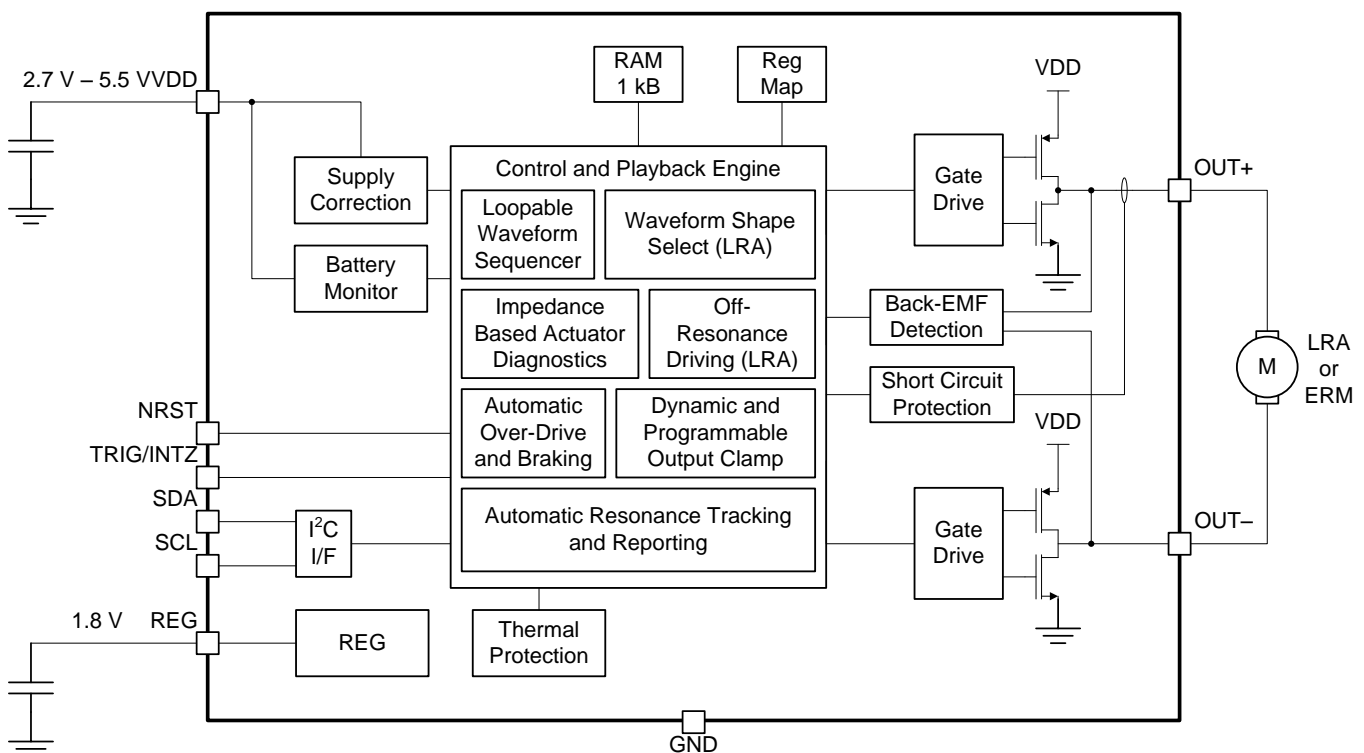 2.7 V – 5.5 VVDD
RAM
1 kB
Reg
Map
VDD
Control and Playback Engine
Supply
Correction
Gate
Drive
OUT+
Loopable
Waveform
Sequencer
Waveform Shape
Select (LRA)
Battery
Monitor
Impedance
Based Actuator
Diagnostics
Off-
Resonance
Driving (LRA)
Back-EMF
Detection
M
LRA
or
ERM
Short Circuit
Protection
NRST
Automatic
Over-Drive
and Braking
Dynamic and
Programmable
Output Clamp
VDD
TRIG/INTZ
SDA
SCL
I2C
I/F
Automatic Resonance Tracking
and Reporting
Gate
Drive
OUT–
1.8 V
REG
REG
Thermal
Protection
GND